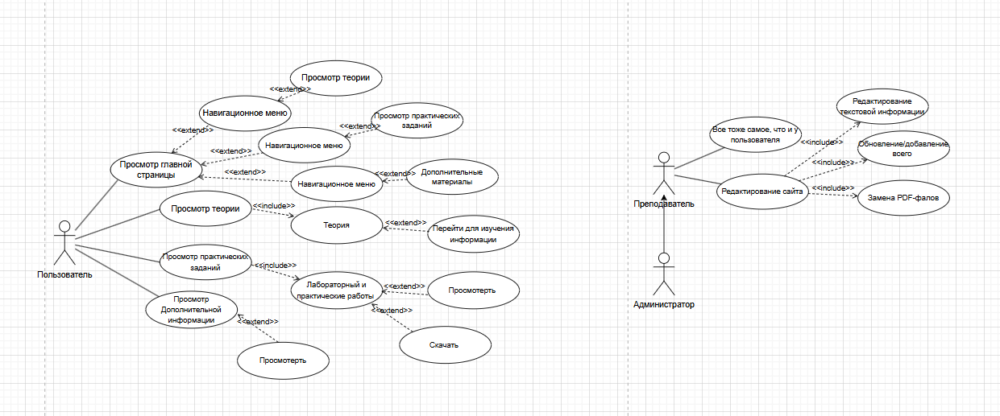 Просмотр теории
<<extend>>
Навигационное меню
Просмотр практических
заданий
<<extend>>
<<extend>>
Навигационное меню
<<extend>>
Просмотр главной
страницы
<<extend>>
Навигационное меню
<<extend>>
Дополнительные
материалы
Просмотр теории
<<include>>
Теория
<<extend>>
Перейти для изучения
информации
Пользователь
Просмотр практических
заданий
<<include>>
Лабораторный и
практические работы
<<extend>>
Просмотерть
Просмотр
Дополнительной
информации
<<extend>>
<<extend>>
Скачать
Просмотерть
Редактирование
текстовой информации
Все тоже самое, что и у
пользователя
<<include>>
Обновление/добавление
всего
<<include>>
Редактирование сайта
<<include>>
Замена PDF-фалов
Преподаватель
Администратор